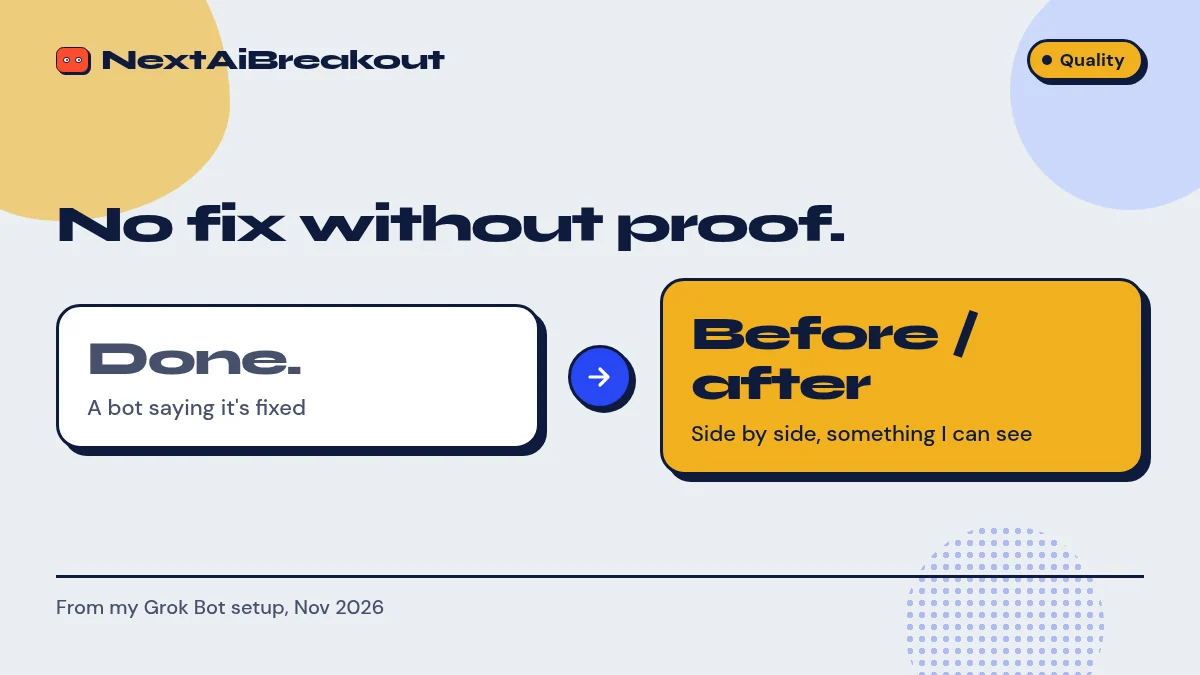 NextAiBreakout
Quality
No fix without proof.
Done.
A bot saying it's fixed
Before /
after
Side by side, something I can see
From my Grok Bot setup, Nov 2026